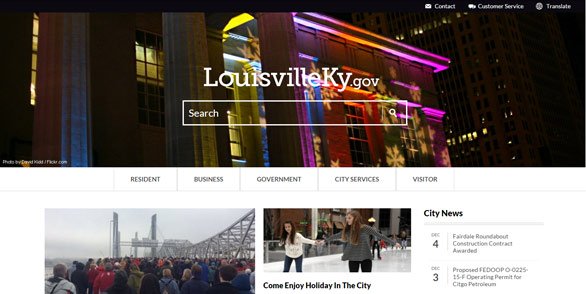 Contact Customer Service Translate
LouisvilleKy.gov
Search
Photo by David Kidd / Flickr.com
RESIDENT BUSINESS GOVERNMENT CITY SERVICES VISITOR
City News
DEC
4
Fairdale Roundabout
Construction Contract
Awarded
DEC
3
Proposed FEDOOP O-0225-
15-F Operating Permit for
Citgo Petroleum
Come Enjoy Holiday In The City